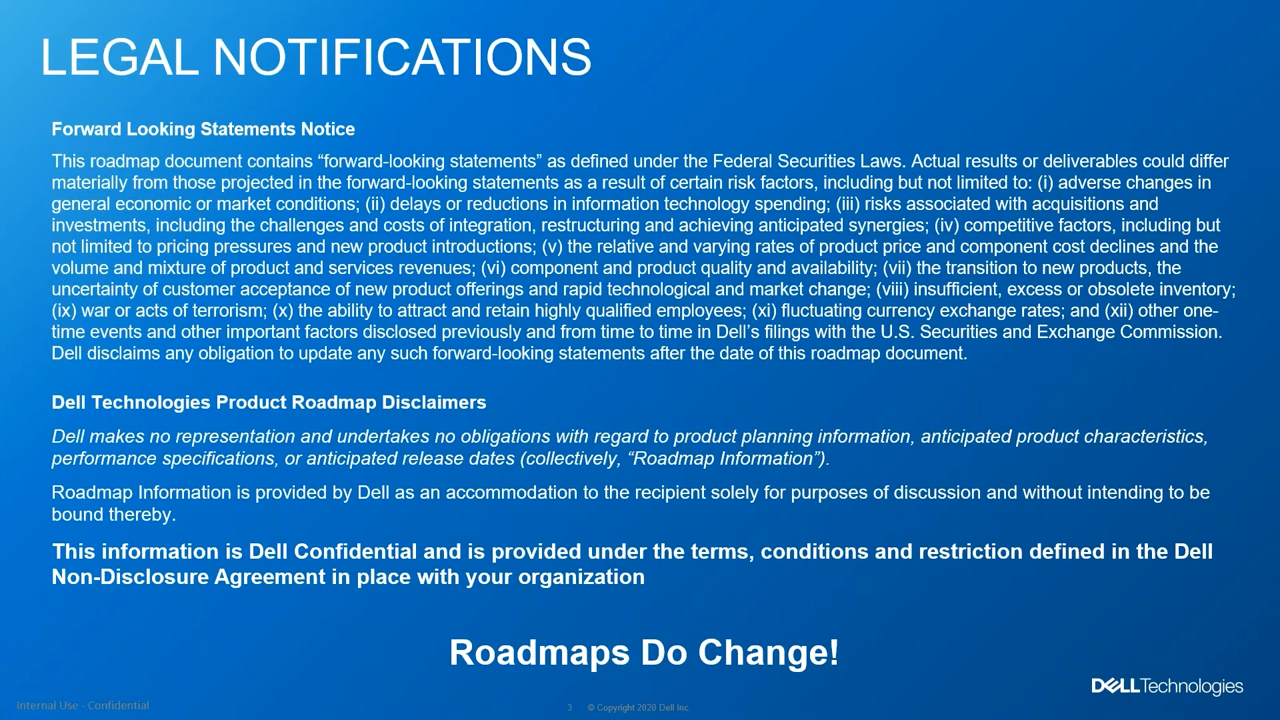 LEGAL NOTIFICATIONS
Forward Looking Statements Notice
This roadmap document contains “forward-looking statements” as defined under the Federal Securities Laws. Actual results or deliverables could differ
materially from those projected in the forward-looking statements as a result of certain risk factors, including but not limited to: (i) adverse changes in
general economic or market conditions; (ii) delays or reductions in information technology spending; (iii) risks associated with acquisitions and
investments, including the challenges and costs of integration, restructuring and achieving anticipated synergies; (iv) competitive factors, including but
not limited to pricing pressures and new product introductions; (v) the relative and varying rates of product price and component cost declines and the
volume and mixture of product and services revenues; (vi) component and product quality and availability; (vii) the transition to new products, the
uncertainty of customer acceptance of new product offerings and rapid technological and market change; (viii) insufficient, excess or obsolete inventory;
(ix) war or acts of terrorism; (x) the ability to attract and retain highly qualified employees; (xi) fluctuating currency exchange rates; and (xii) other one-
time events and other important factors disclosed previously and from time to time in Dell’s filings with the U.S. Securities and Exchange Commission.
Dell disclaims any obligation to update any such forward-looking statements after the date of this roadmap document.
Dell Technologies Product Roadmap Disclaimers
Dell makes no representation and undertakes no obligations with regard to product planning information, anticipated product characteristics,
performance specifications, or anticipated release dates (collectively, “Roadmap Information”).
Roadmap Information is provided by Dell as an accommodation to the recipient solely for purposes of discussion and without intending to be
bound thereby.
This information is Dell Confidential and is provided under the terms, conditions and restriction defined in the Dell
Non-Disclosure Agreement in place with your organization
Roadmaps Do Change!
DELLTechnologies
Internal Use - Confidential
3 © Copyright 2020 Dell Inc.